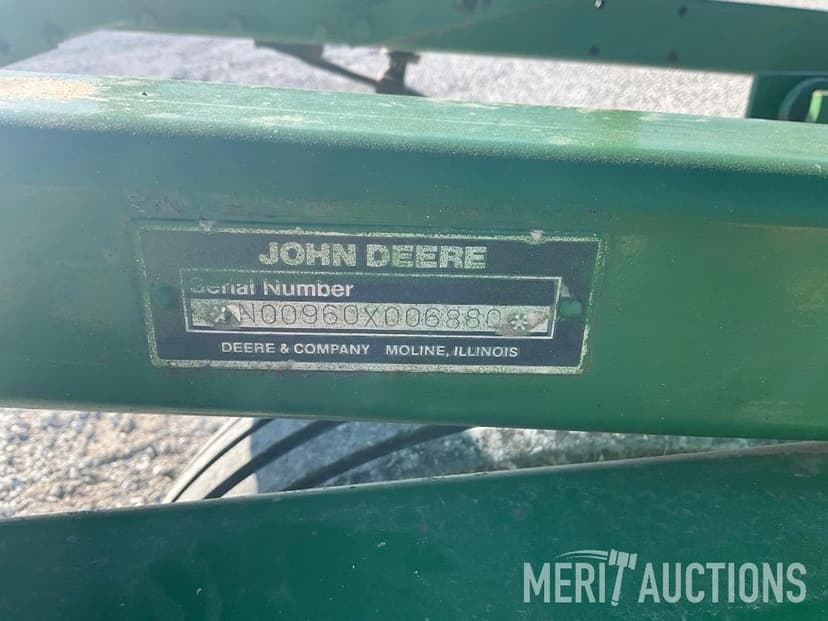 JOHN DEERE
Serial Number
*N00960X006880*
DEERE & COMPANY MOLINE, ILLINOIS
MERIT AUCTIONS